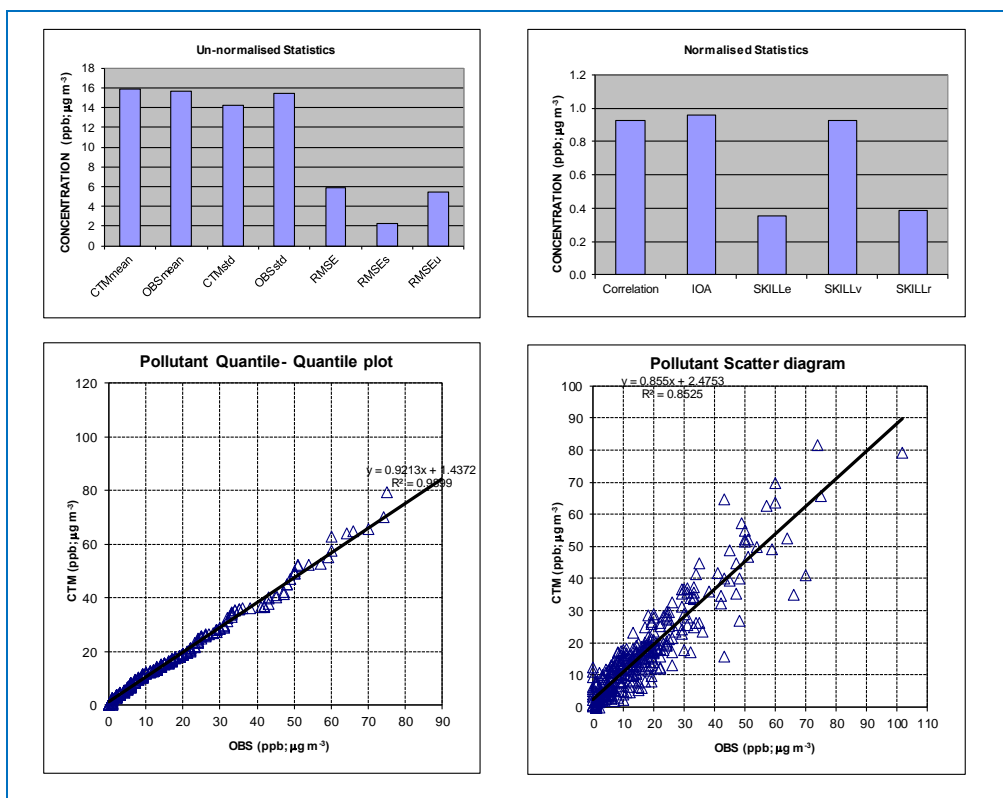 Un-normalised Statistics
CONCENTRATION (ppb; µg m-3)
18
16
14
12
10
8
6
4
2
0
CTMmean
OBSmean
CTMstd
OBSstd
RMSE
RMSEs
RMSEu
Normalised Statistics
CONCENTRATION (ppb; µg m-3)
1.2
1.0
0.8
0.6
0.4
0.2
0.0
Correlation
IOA
SKILLe
SKILLv
SKILLr
Pollutant Quantile- Quantile plot
CTM (ppb; µg m-3)
120
100
80
60
40
20
0
y = 0.9213x + 1.4372
R² =
0
10
20
30
40
50
60
70
80
90
OBS (ppb; µg m-3)
Pollutant Scatter diagram
y = 0.855x + 2.4753
R² = 0.8525
CTM (ppb; µg m-3)
100
90
80
70
60
50
40
30
20
10
0
0
10
20
30
40
50
60
70
80
90
100
110
OBS (ppb; µg m-3)